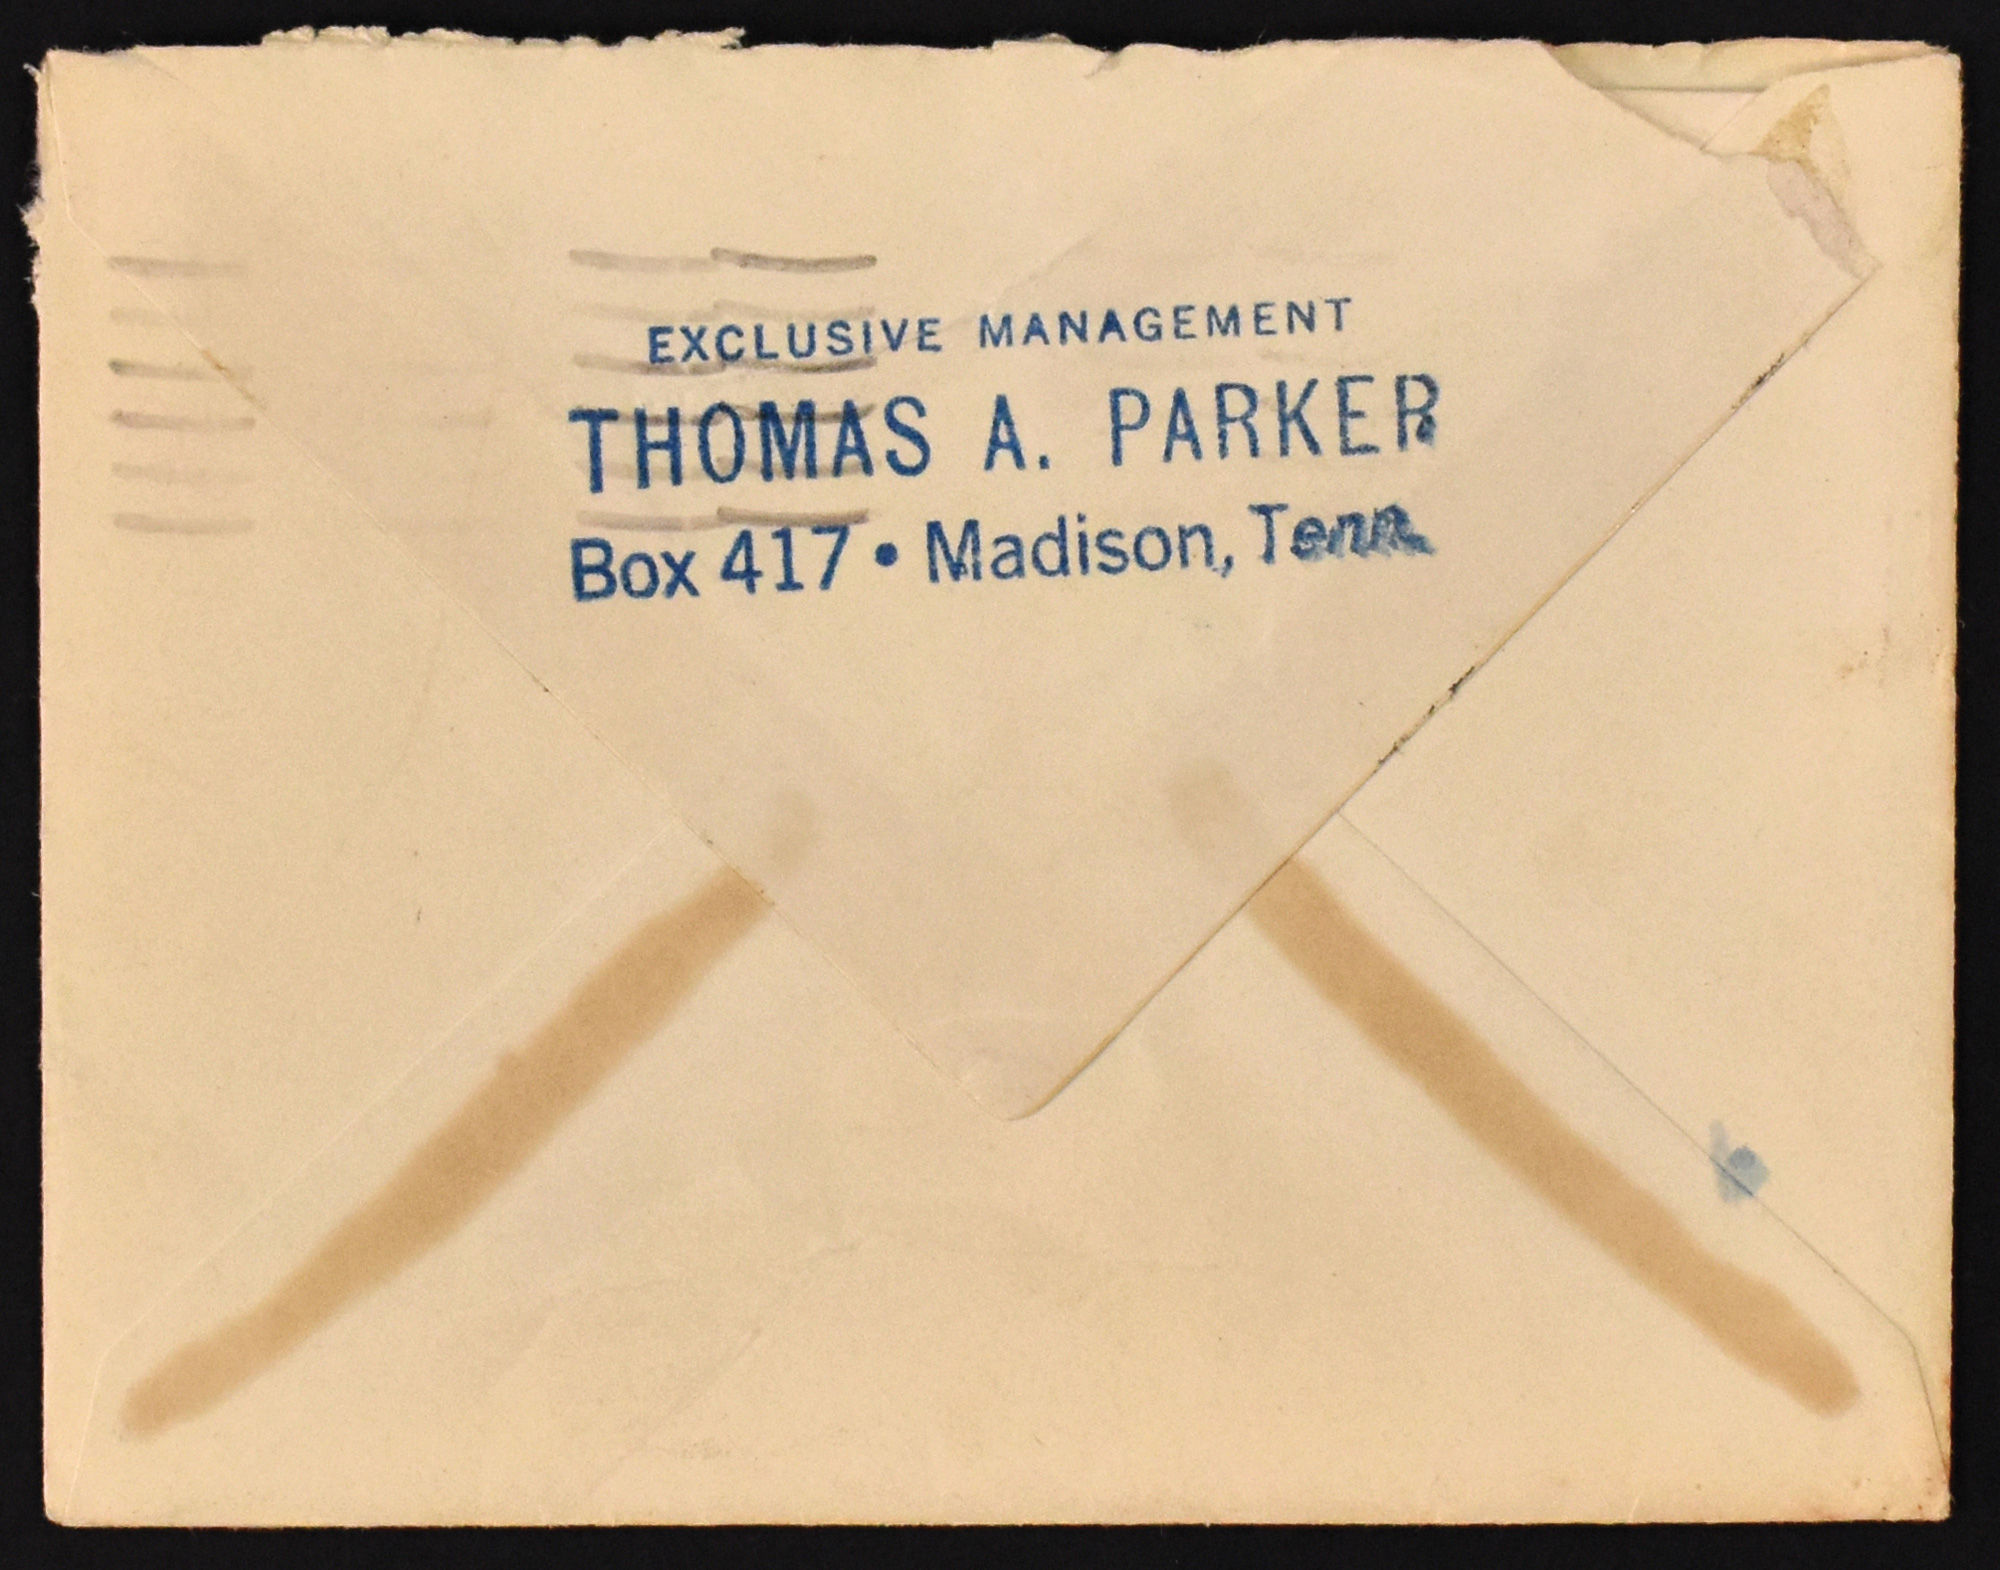 EXCLUSIVE MANAGEMENT
THOMAS A. PARKER
Box 417 • Madison, Tenn.